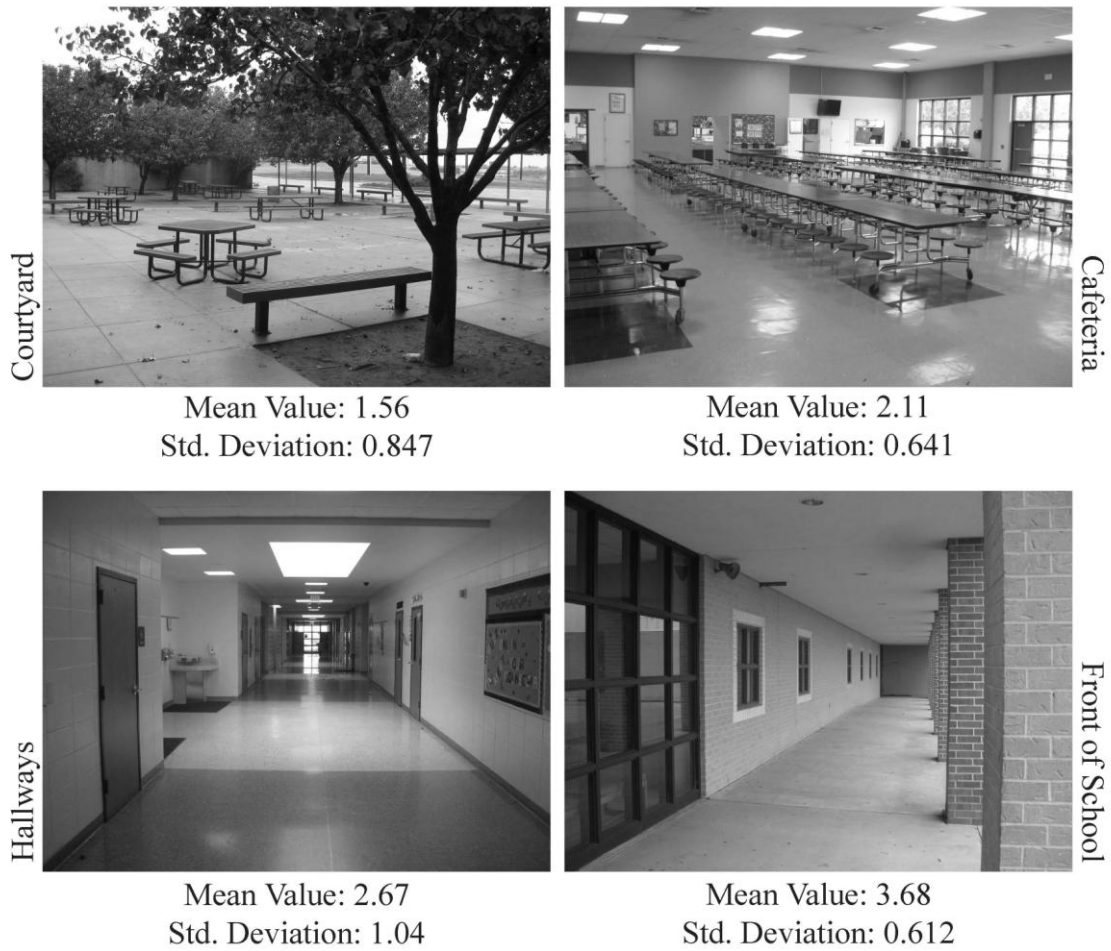 Courtyard
Cafeteria
Mean Value: 1.56
Std. Deviation: 0.847
Mean Value: 2.11
Std. Deviation: 0.641
Hallways
Front of School
Mean Value: 2.67
Std. Deviation: 1.04
Mean Value: 3.68
Std. Deviation: 0.612